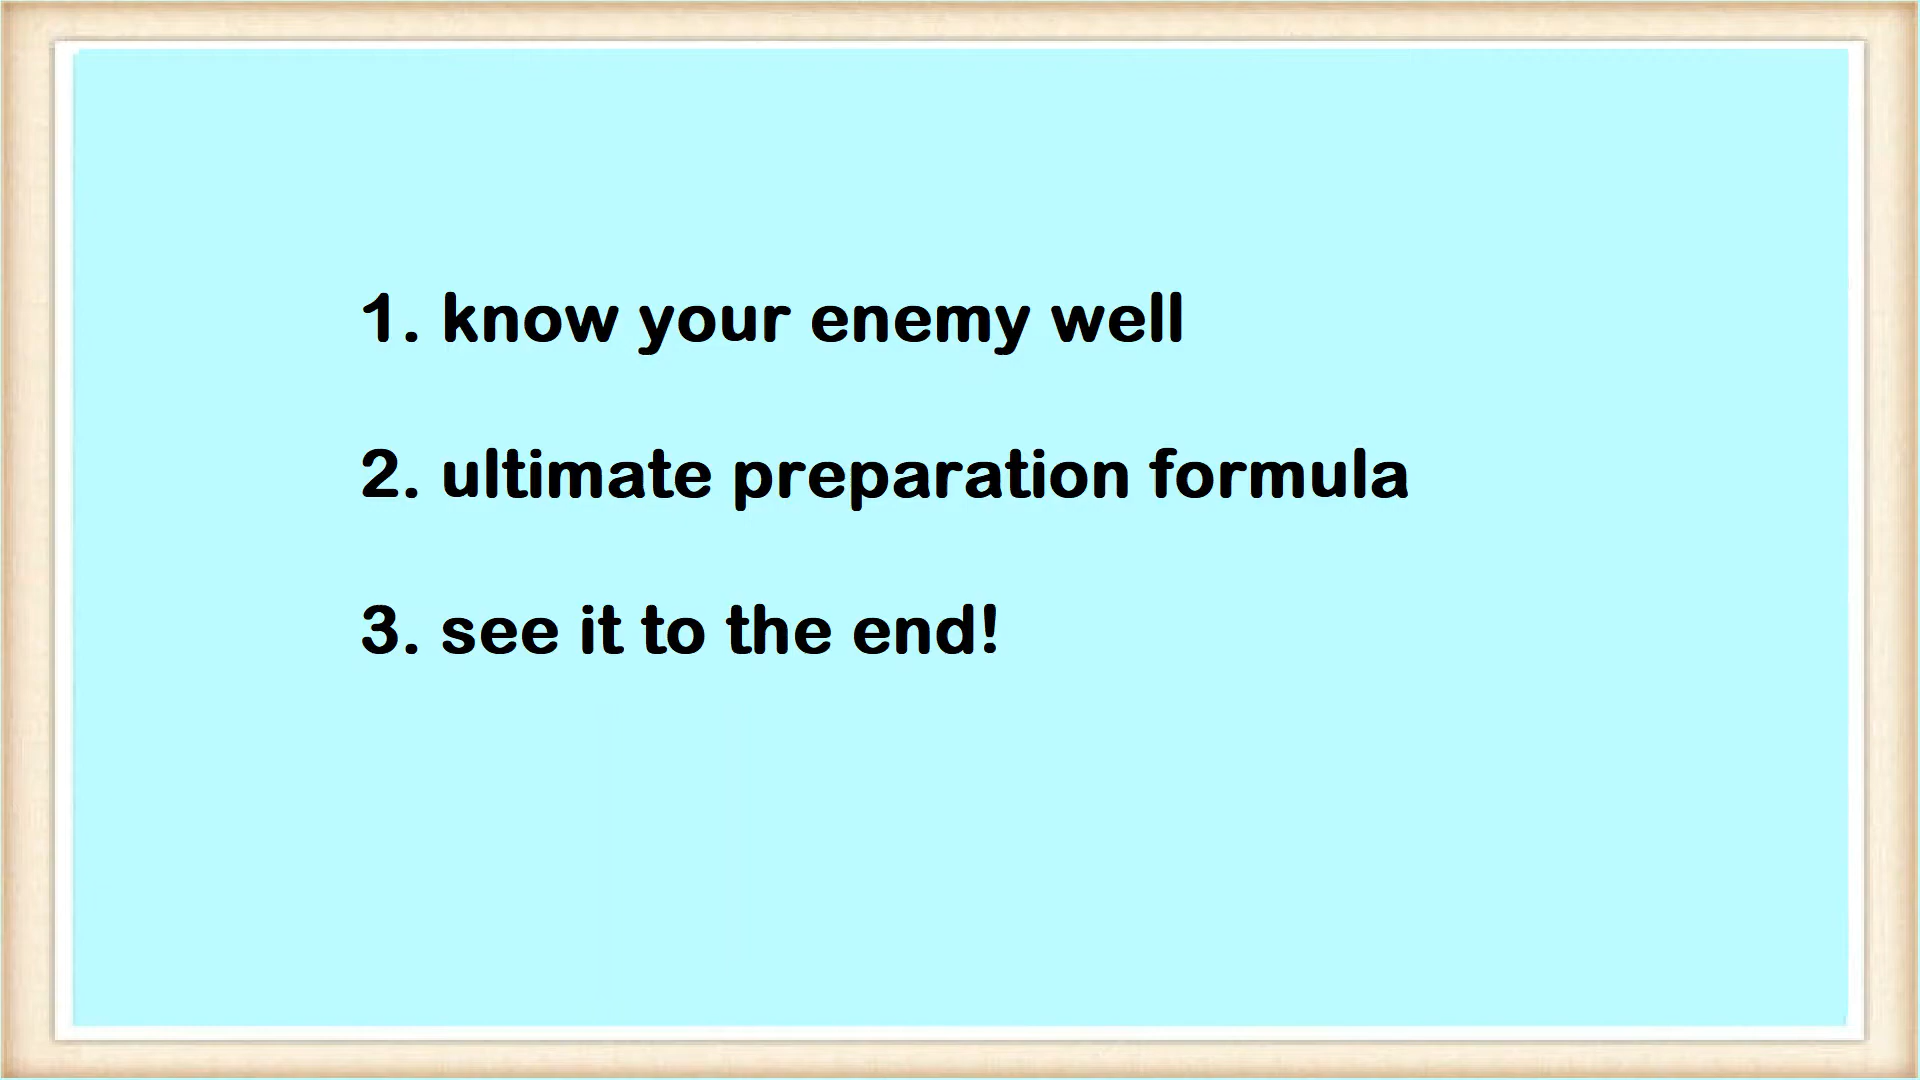 1. know your enemy well
2. ultimate preparation formula
3. see it to the end!